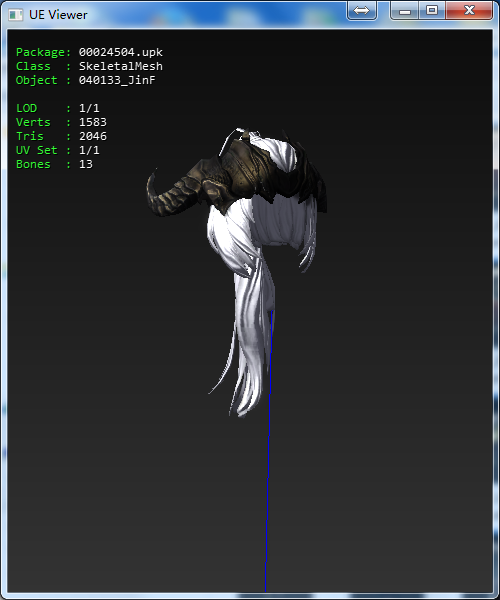 UE Viewer
Package: 00024504.upk
Class : SkeletalMesh
Object : 040133_JinF
LOD : 1/1
Verts : 1583
Tris : 2046
UV Set : 1/1
Bones : 13